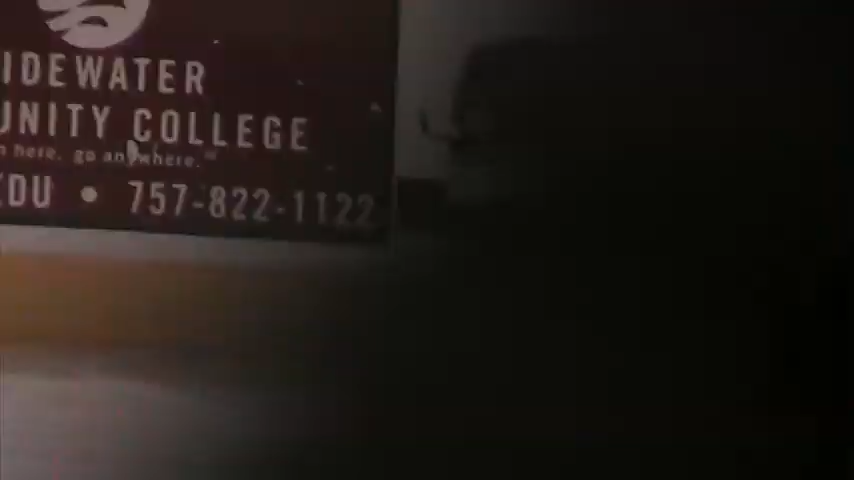 IDEWATER
UNITY COLLEGE
n here. go anywhere.
EDU • 757-822-1122